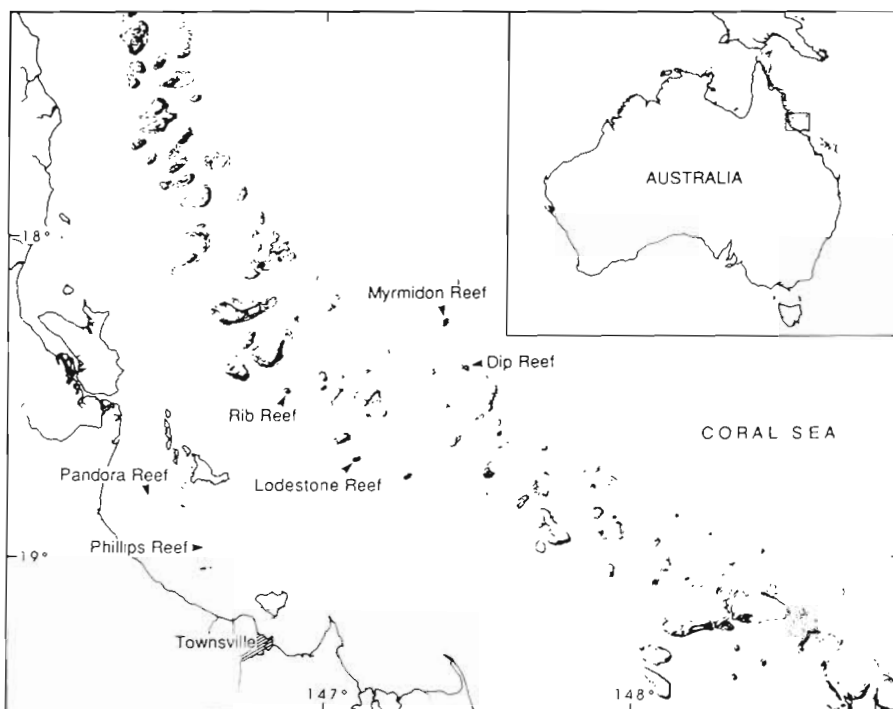 AUSTRALIA
18°
Myrmidon Reef
Dip Reef
Rib Reef
CORAL SEA
Pandora Reef
Lodestone Reef
Phillips Reef
19°
Townsville
147°
148°